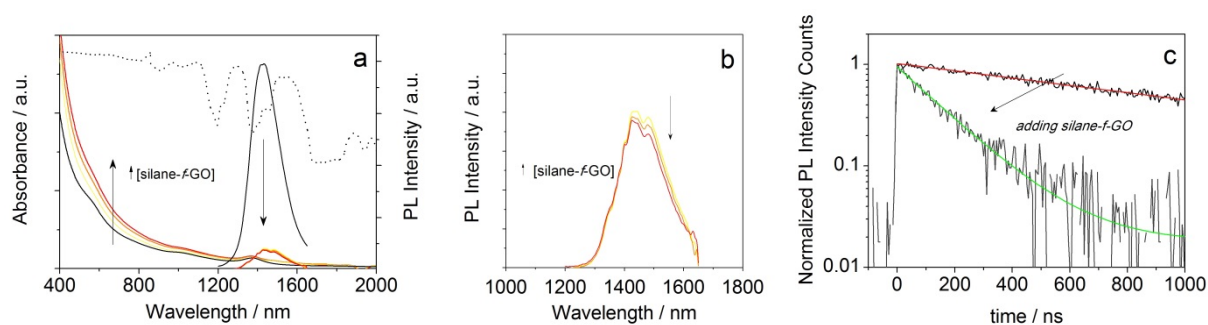 a
Absorbance / a.u.
PL Intensity / a.u.
[silane-f-GO]
400 800 1200 1600 2000
Wavelength / nm
b
PL Intensity / a.u.
[silane-f-GO]
1000 1200 1400 1600 1800
Wavelength / nm
c
Normalized PL Intensity Counts
1
0.1
0.01
adding silane-f-GO
0 200 400 600 800 1000
time / ns